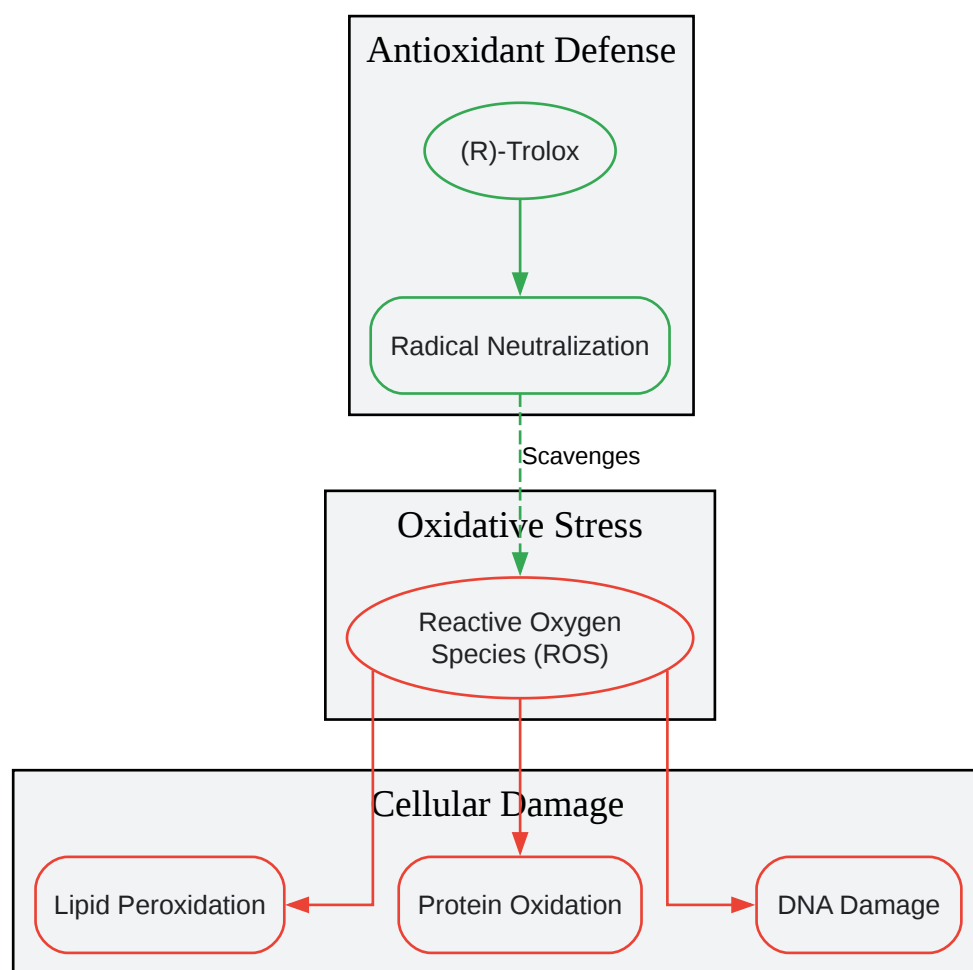 Antioxidant Defense
(R)-Trolox
Radical Neutralization
Scavenges
Oxidative Stress
Reactive Oxygen
Species (ROS)
Cellular Damage
Lipid Peroxidation
Protein Oxidation
DNA Damage